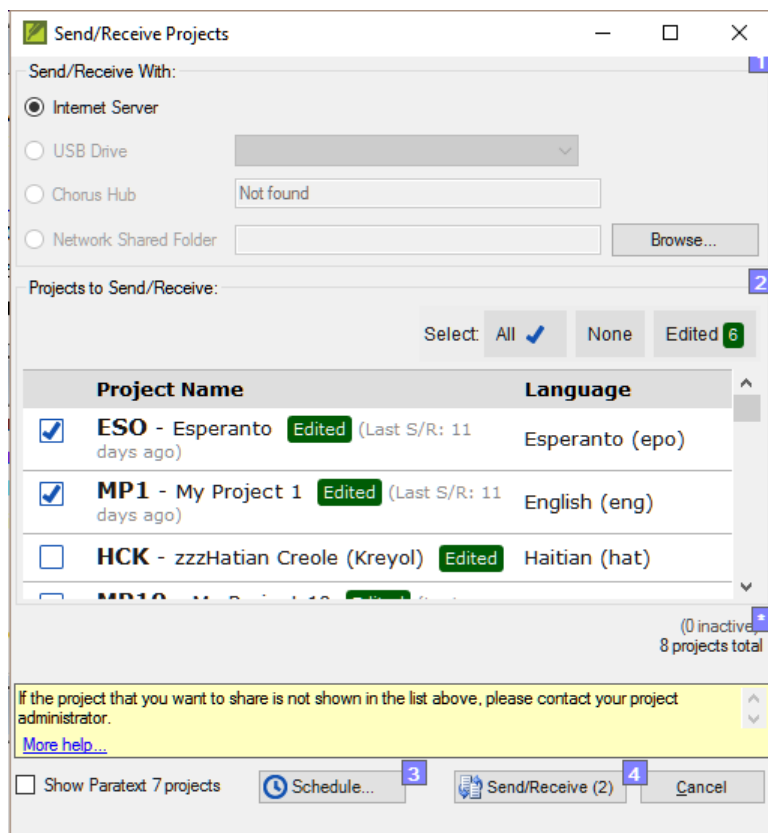 Send/Receive Projects
1
Send/Receive With:
Internet Server
USB Drive
Chorus Hub
Not found
Network Shared Folder
Browse...
2
Projects to Send/Receive:
Select: All None Edited 6
Project Name Language
ESO - Esperanto Edited (Last S/R: 11
days ago)
Esperanto (epo)
MP1 - My Project 1 Edited (Last S/R: 11
days ago)
English (eng)
HCK - zzzHatian Creole (Kreyol) Edited Haitian (hat)
*
(0 inactive)
8 projects total
If the project that you want to share is not shown in the list above, please contact your project
administrator.
More help...
3
4
Show Paratext 7 projects Schedule... Send/Receive (2) Cancel